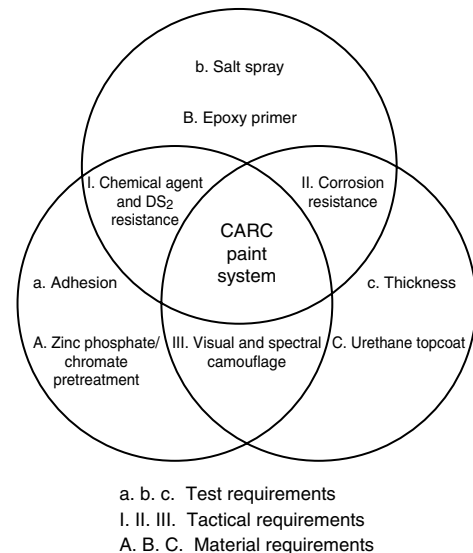 b. Salt spray
B. Epoxy primer
I. Chemical agent
and DS₂
resistance
II. Corrosion
resistance
CARC
paint
system
a. Adhesion
c. Thickness
A. Zinc phosphate/
chromate
pretreatment
III. Visual and spectral
camouflage
C. Urethane topcoat
a. b. c. Test requirements
I. II. III. Tactical requirements
A. B. C. Material requirements